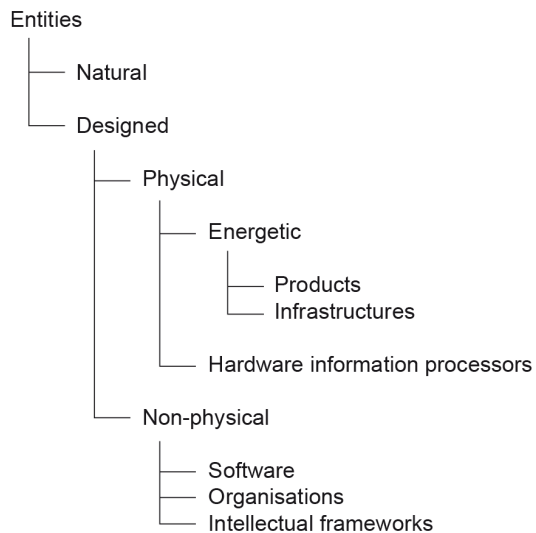 Entities
Natural
Designed
Physical
Energetic
Products
Infrastructures
Hardware information processors
Non-physical
Software
Organisations
Intellectual frameworks